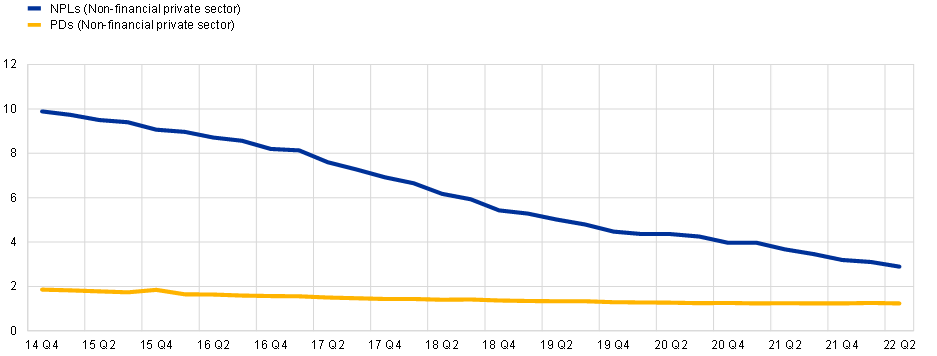 NPLs (Non-financial private sector)
PDs (Non-financial private sector)
12
10
8
6
4
2
0
14 Q4 15 Q2 15 Q4 16 Q2 16 Q4 17 Q2 17 Q4 18 Q2 18 Q4 19 Q2 19 Q4 20 Q2 20 Q4 21 Q2 21 Q4 22 Q2